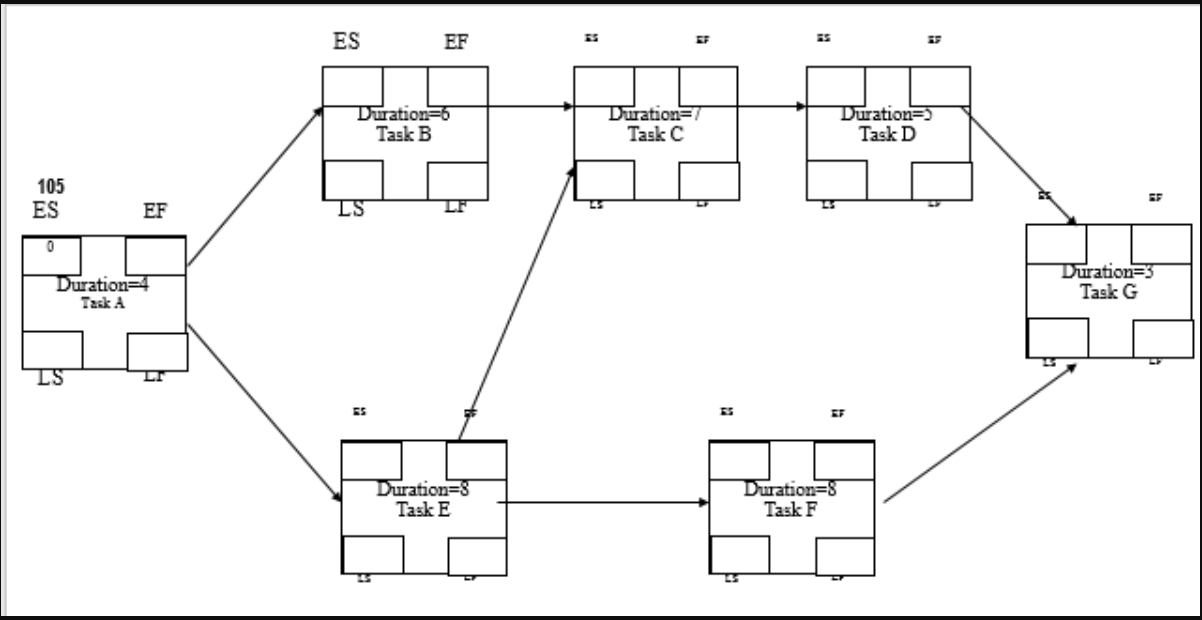 ES EF
ES EF
ES EF
Duration=6
Task B
LS LF
Duration=7
Task C
LS LF
Duration=5
Task D
LS LF
105
ES EF
0
Duration=4
Task A
LS LF
ES EF
Duration=3
Task G
LS LF
ES EF
Duration=8
Task E
LS LF
ES EF
Duration=8
Task F
LS LF